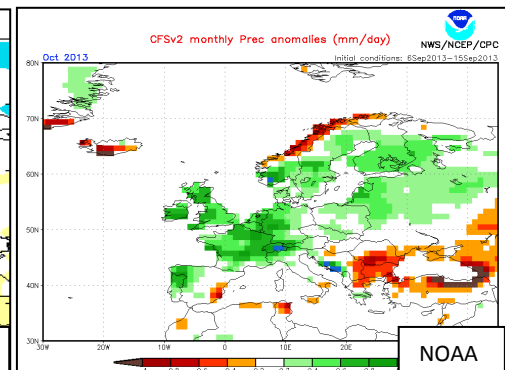 NOAA
CFSv2 monthly Prec anomalies (mm/day)
NWS/NCEP/CPC
Oct 2013
Initial conditions: 6Sep2013–15Sep2013
80N
70N
60N
50N
40N
30N
30W
20W
10W
0
10E
20E
NOAA